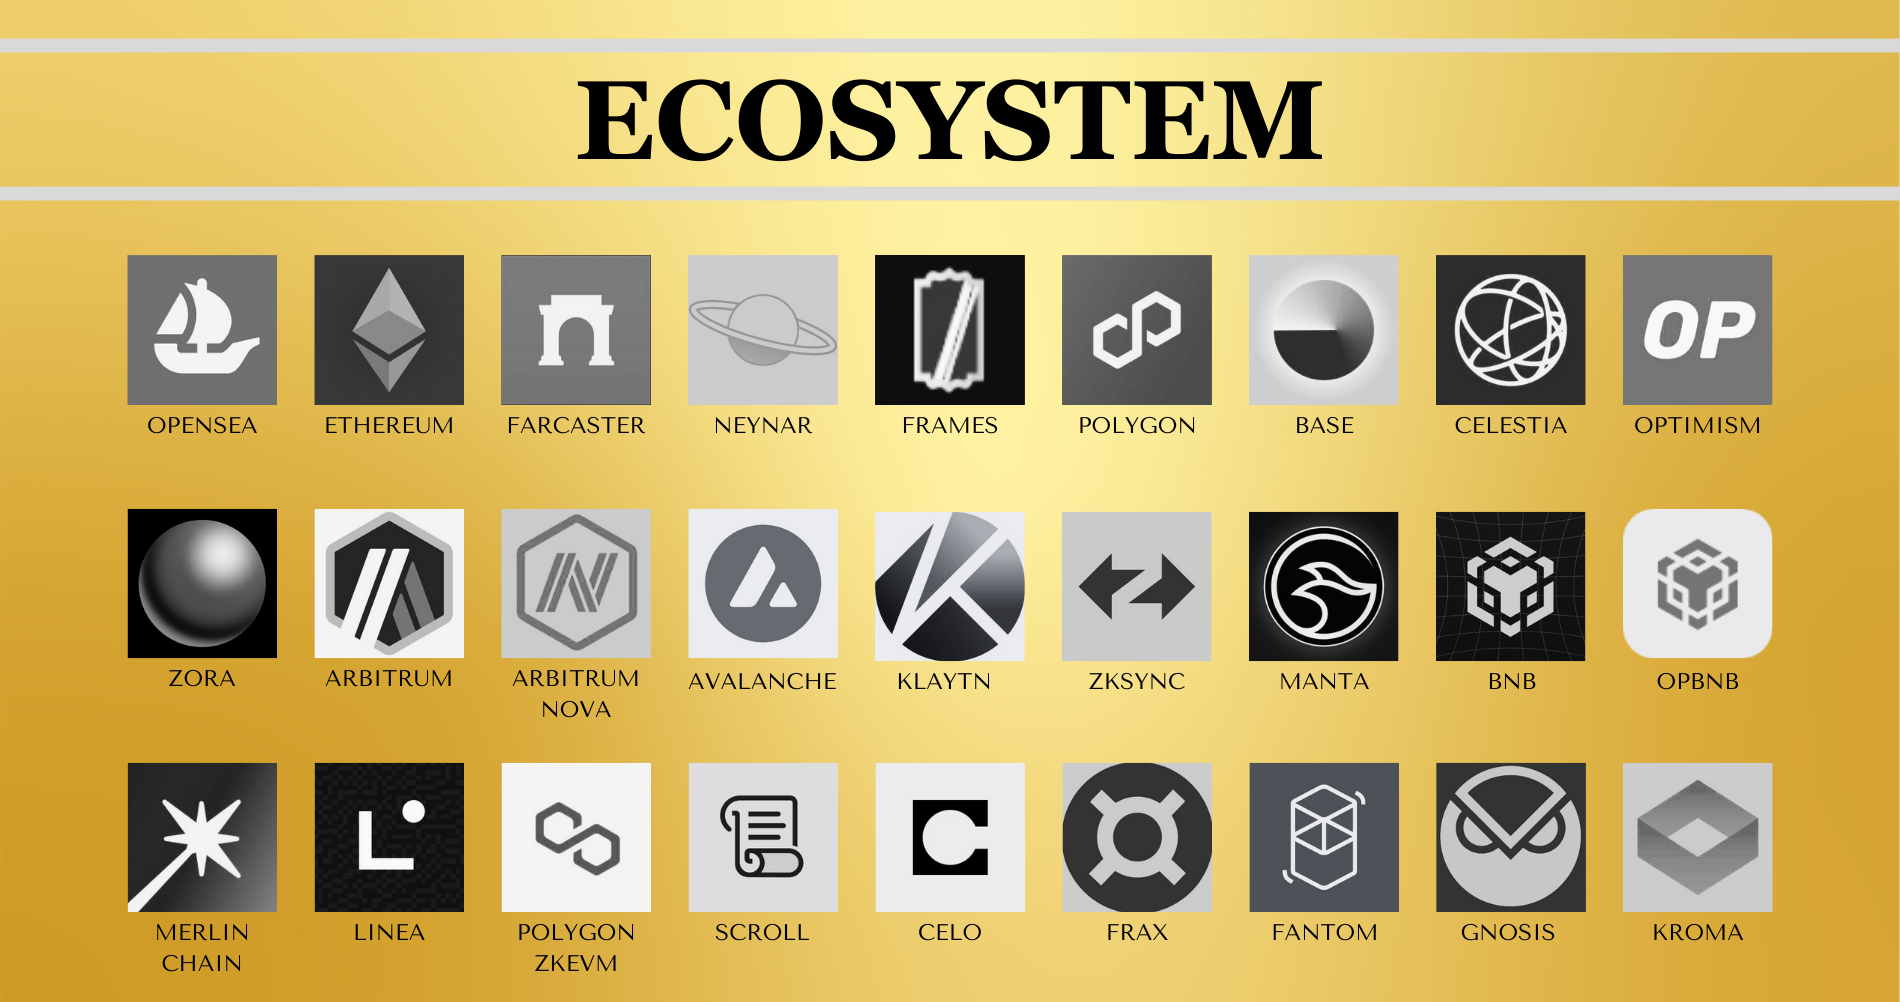 ECOSYSTEM
OPENSEA
ETHEREUM
FARCASTER
NEYNAR
FRAMES
POLYGON
BASE
CELESTIA
OP
OPTIMISM
ZORA
ARBITRUM
ARBITRUM
NOVA
AVALANCHE
KLAYTN
ZKSYNC
MANTA
BNB
OPBNB
MERLIN
CHAIN
LINEA
POLYGON
ZKEVM
SCROLL
CELO
FRAX
FANTOM
GNOSIS
KROMA